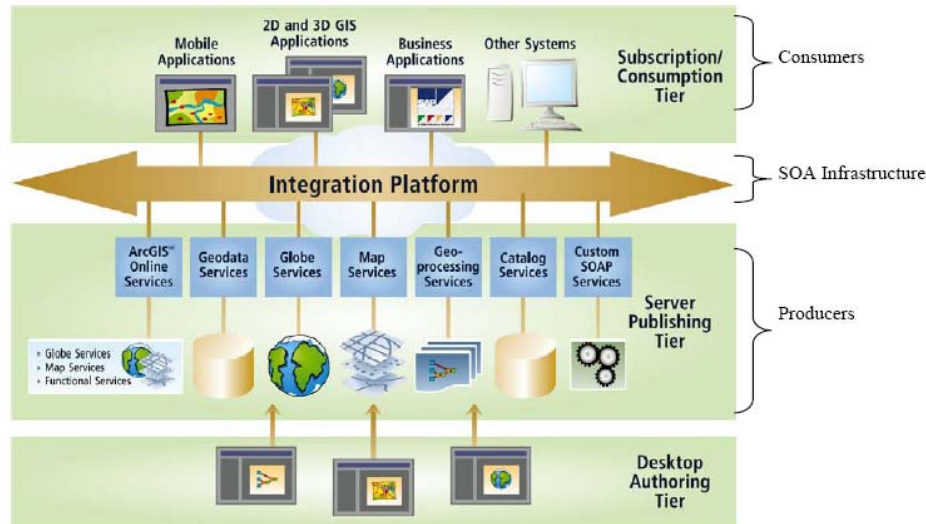 Mobile
Applications
2D and 3D GIS
Applications
Business
Applications
Other Systems
Subscription/
Consumption
Tier
Consumers
SAP
Integration Platform
SOA Infrastructure
ArcGIS™
Online
Services
Geodata
Services
Globe
Services
Map
Services
Geo-
processing
Services
Catalog
Services
Custom
SOAP
Services
Server
Publishing
Tier
Producers
• Globe Services
• Map Services
• Functional Services
Desktop
Authoring
Tier